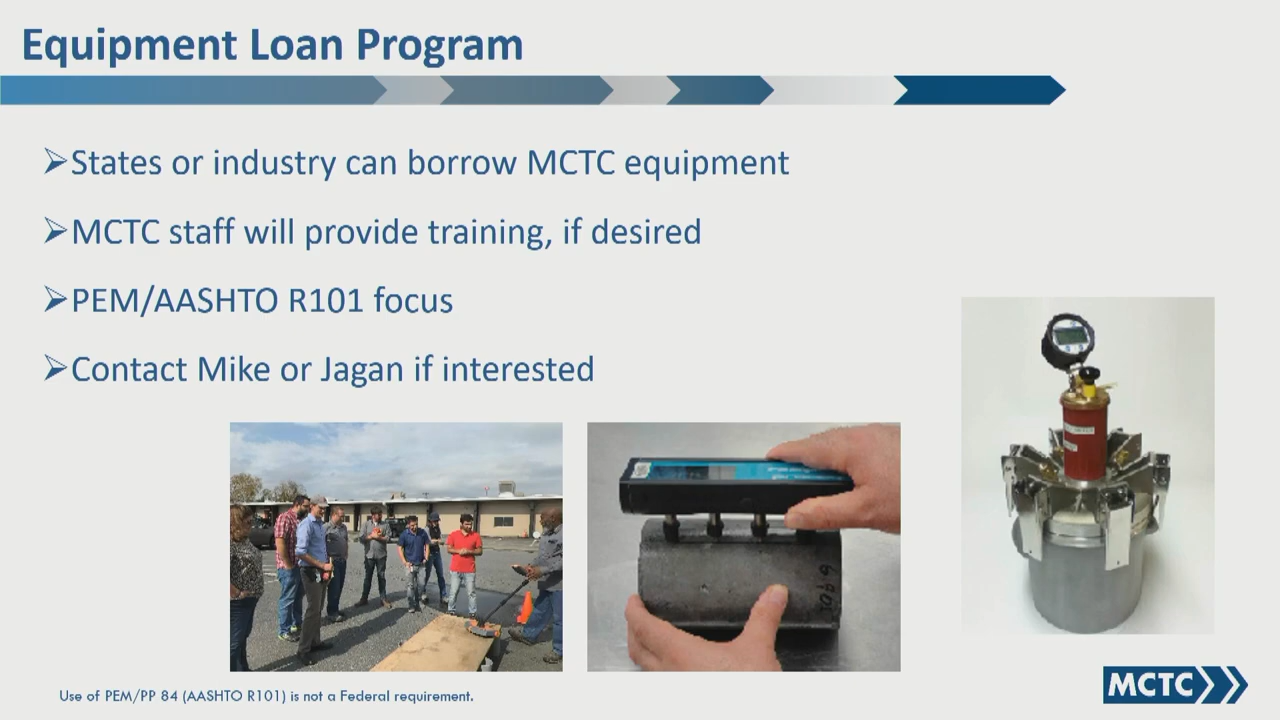 Equipment Loan Program
➢States or industry can borrow MCTC equipment
➢MCTC staff will provide training, if desired
➢PEM/AASHTO R101 focus
➢Contact Mike or Jagan if interested
Use of PEM/PP 84 (AASHTO R101) is not a Federal requirement.
MCTC